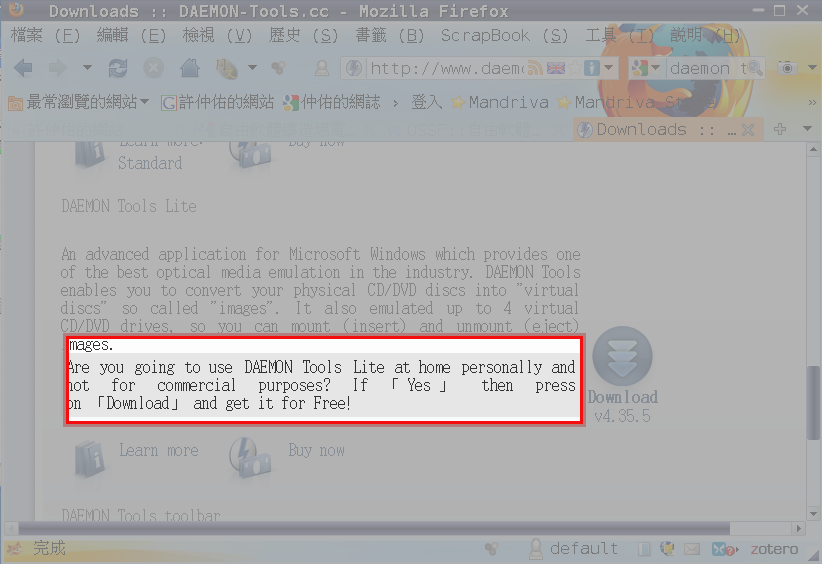 Downloads :: DAEMON-Tools.cc - Mozilla Firefox
檔案 (F) 編輯 (E) 檢視 (V) 歷史 (S) 書籤 (B) ScrapBook (S) 工具 (T) 說明 (H)
http://www.daem daemon t
最常瀏覽的網站 許仲佑的網站 仲佑的網誌 › 登入 Mandriva Mandriva »
Downloads :: …
Learn more Buy now
Standard
DAEMON Tools Lite
An advanced application for Microsoft Windows which provides one
of the best optical media emulation in the industry. DAEMON Tools
enables you to convert your physical CD/DVD discs into "virtual
discs" so called "images". It also emulated up to 4 virtual
CD/DVD drives, so you can mount (insert) and unmount (eject)
images.
Are you going to use DAEMON Tools Lite at home personally and
not for commercial purposes? If 「Yes」 then press
on 「Download」 and get it for Free!
Download
v4.35.5
Learn more Buy now
DAEMON Tools toolbar
完成 default zotero